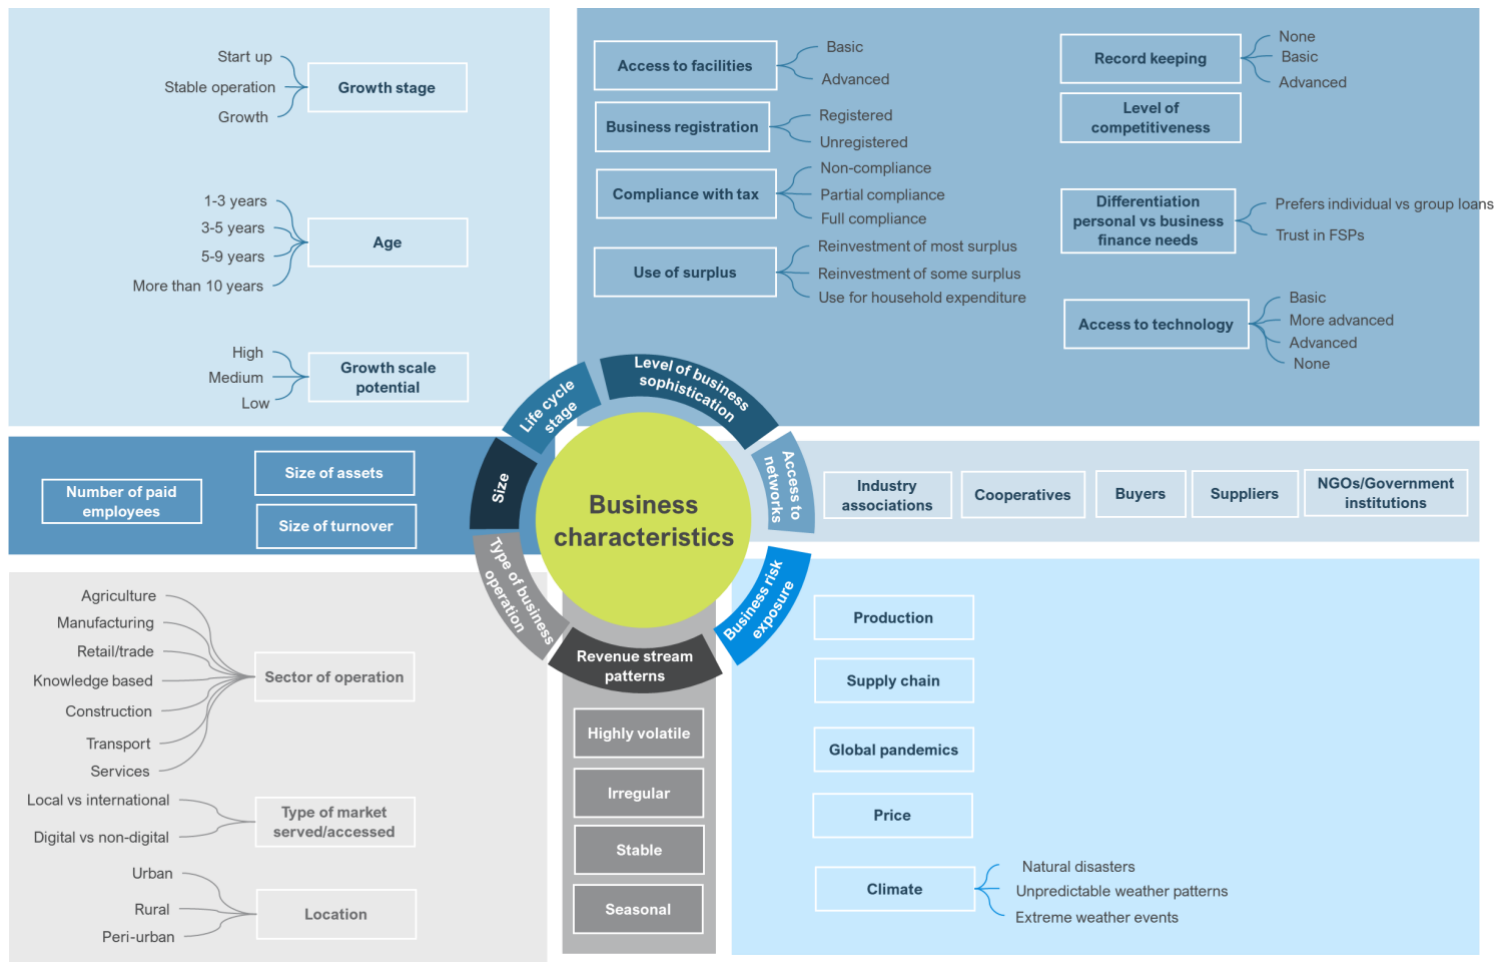 Start up
Stable operation
Growth
Growth stage
1-3 years
3-5 years
5-9 years
More than 10 years
Age
High
Medium
Low
Growth scale
potential
Access to facilities
Basic
Advanced
Business registration
Registered
Unregistered
Compliance with tax
Non-compliance
Partial compliance
Full compliance
Use of surplus
Reinvestment of most surplus
Reinvestment of some surplus
Use for household expenditure
Record keeping
None
Basic
Advanced
Level of
competitiveness
Differentiation
personal vs business
finance needs
Prefers individual vs group loans
Trust in FSPs
Access to technology
Basic
More advanced
Advanced
None
Life cycle
stage
Level of business
sophistication
Size
Access to
networks
Business
characteristics
Type of business
operation
Revenue stream
patterns
Business risk
exposure
Number of paid
employees
Size of assets
Size of turnover
Industry
associations
Cooperatives
Buyers
Suppliers
NGOs/Government
institutions
Agriculture
Manufacturing
Retail/trade
Knowledge based
Construction
Transport
Services
Sector of operation
Local vs international
Digital vs non-digital
Type of market
served/accessed
Urban
Rural
Peri-urban
Location
Highly volatile
Irregular
Stable
Seasonal
Production
Supply chain
Global pandemics
Price
Climate
Natural disasters
Unpredictable weather patterns
Extreme weather events